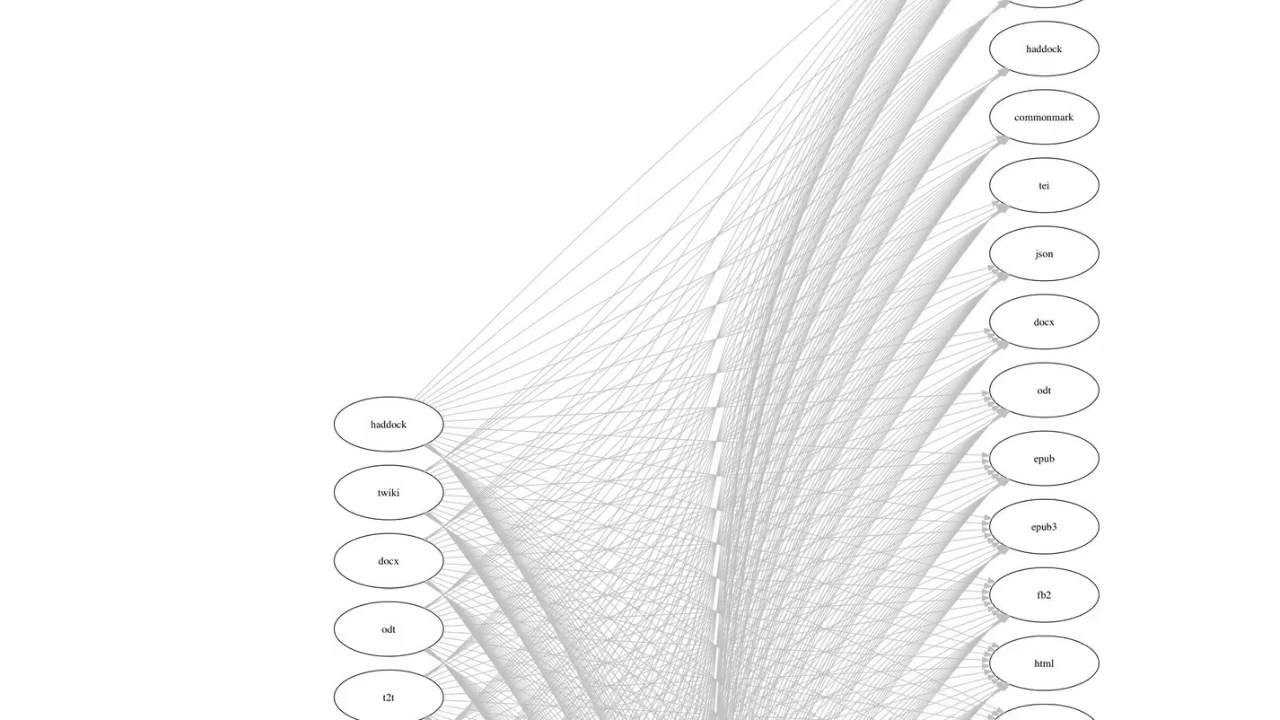 haddock
commonmark
tei
json
docx
odt
epub
epub3
fb2
html
haddock
twiki
docx
odt
t2t